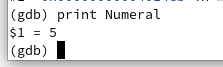 (gdb) print Numeral
$1 = 5
(gdb)